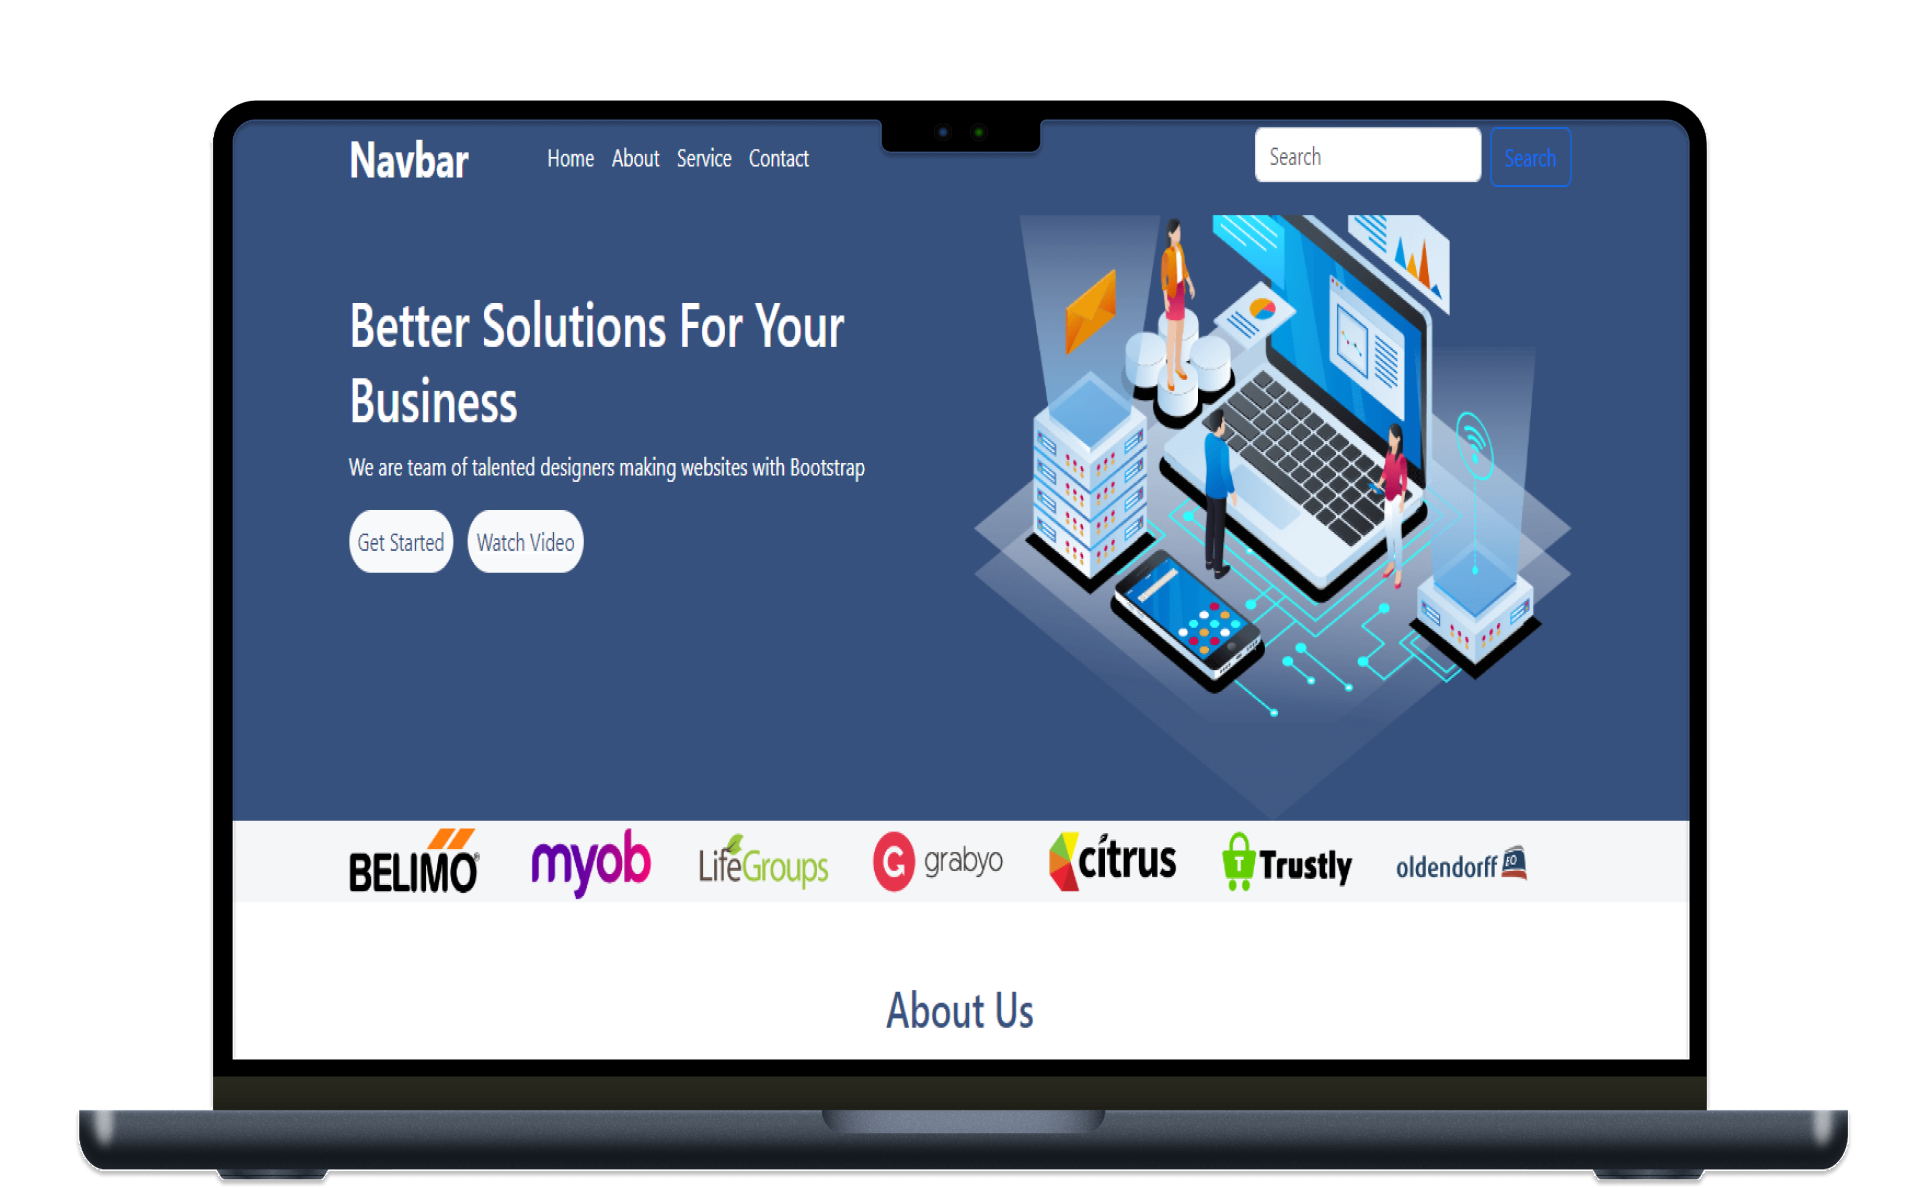 Navbar
Home About Service Contact
Search
Search
Better Solutions For Your
Business
We are team of talented designers making websites with Bootstrap
Get Started
Watch Video
BELIMO®
myob
LifeGroups
G grabyo
citrus
T Trustly
oldendorff EO
About Us